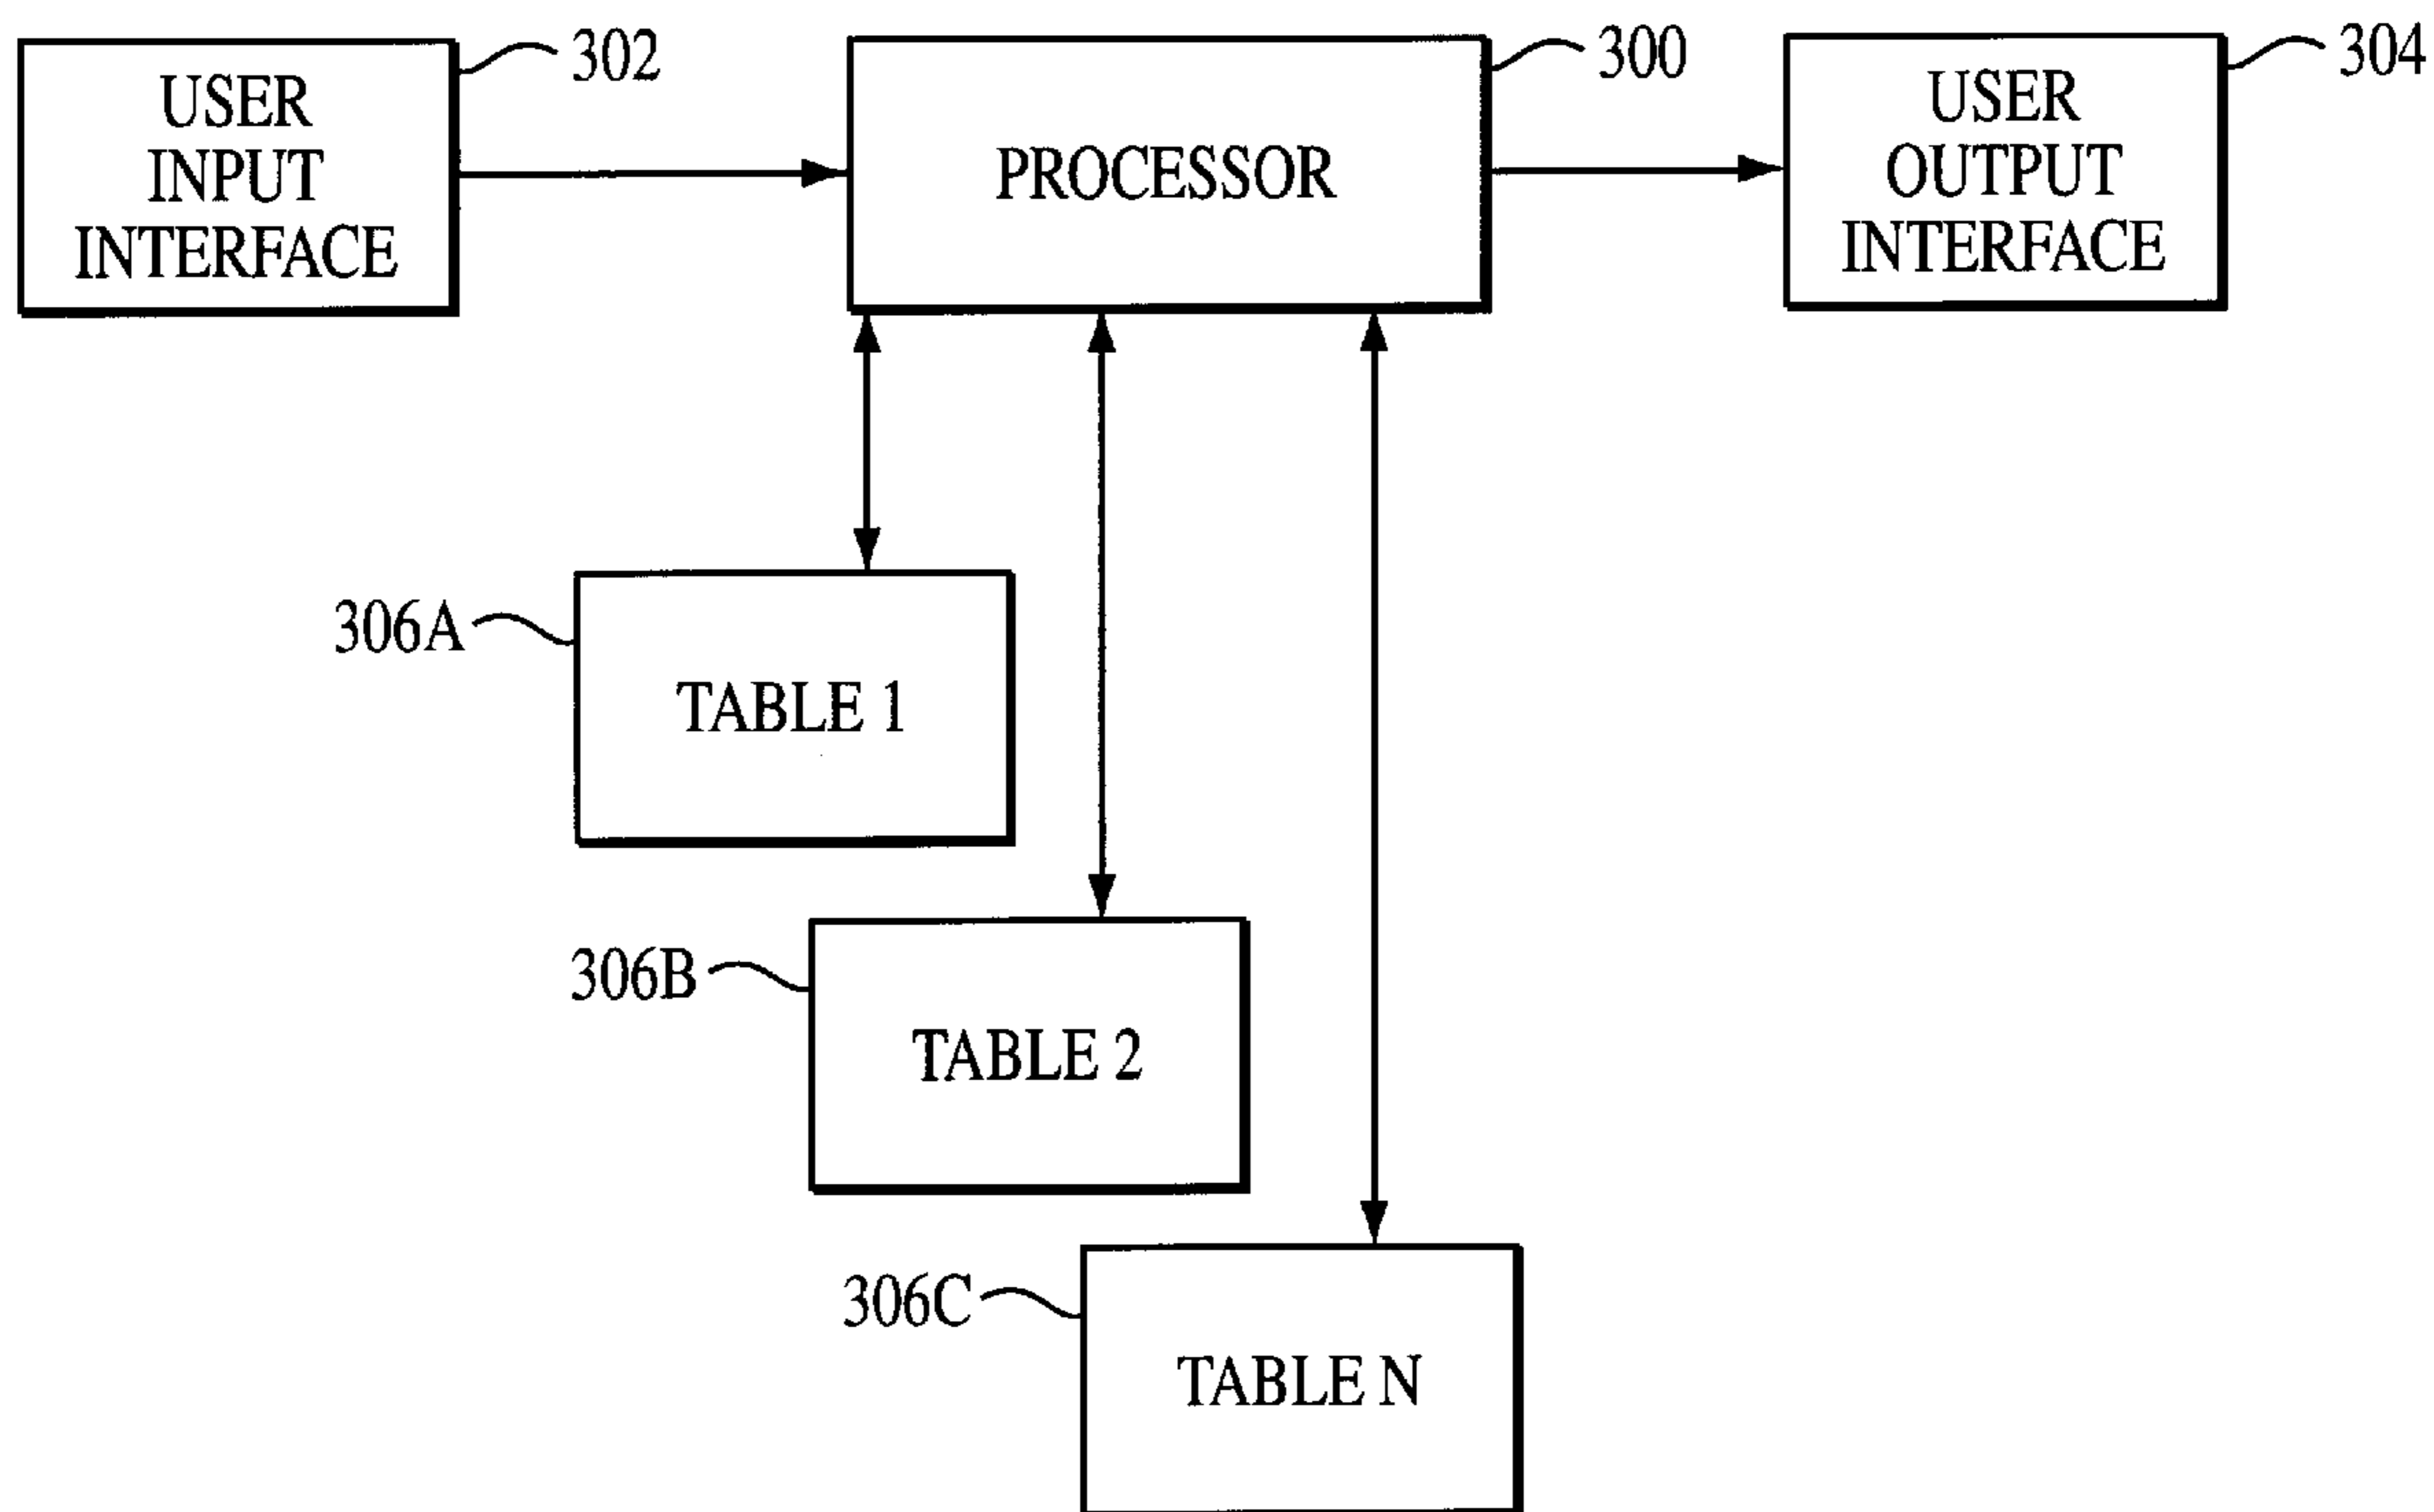 302
USER
INPUT
INTERFACE
300
PROCESSOR
304
USER
OUTPUT
INTERFACE
306A
TABLE 1
306B
TABLE 2
306C
TABLE N